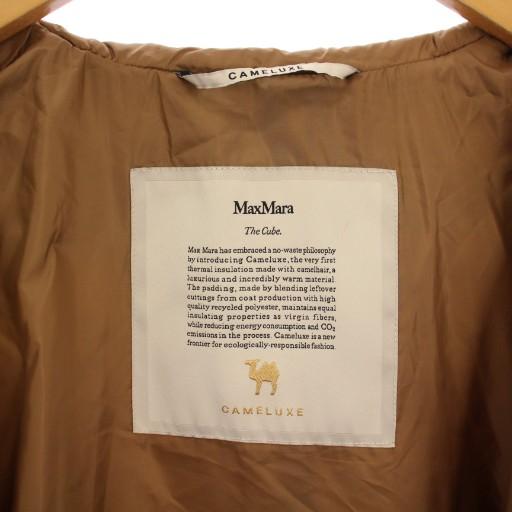 CAMELUXE
MaxMara
The Cube.
Max Mara has embraced a no-waste philosophy
by introducing Cameluxe, the very first
thermal insulation made with camelhair, a
luxurious and incredibly warm material.
The padding, made by blending leftover
cuttings from coat production with high
quality recycled polyester, maintains equal
insulating properties as virgin fibers,
while reducing energy consumption and CO₂
emissions in the process. Cameluxe is a new
frontier for ecologically-responsible fashion.
CAMELUXE